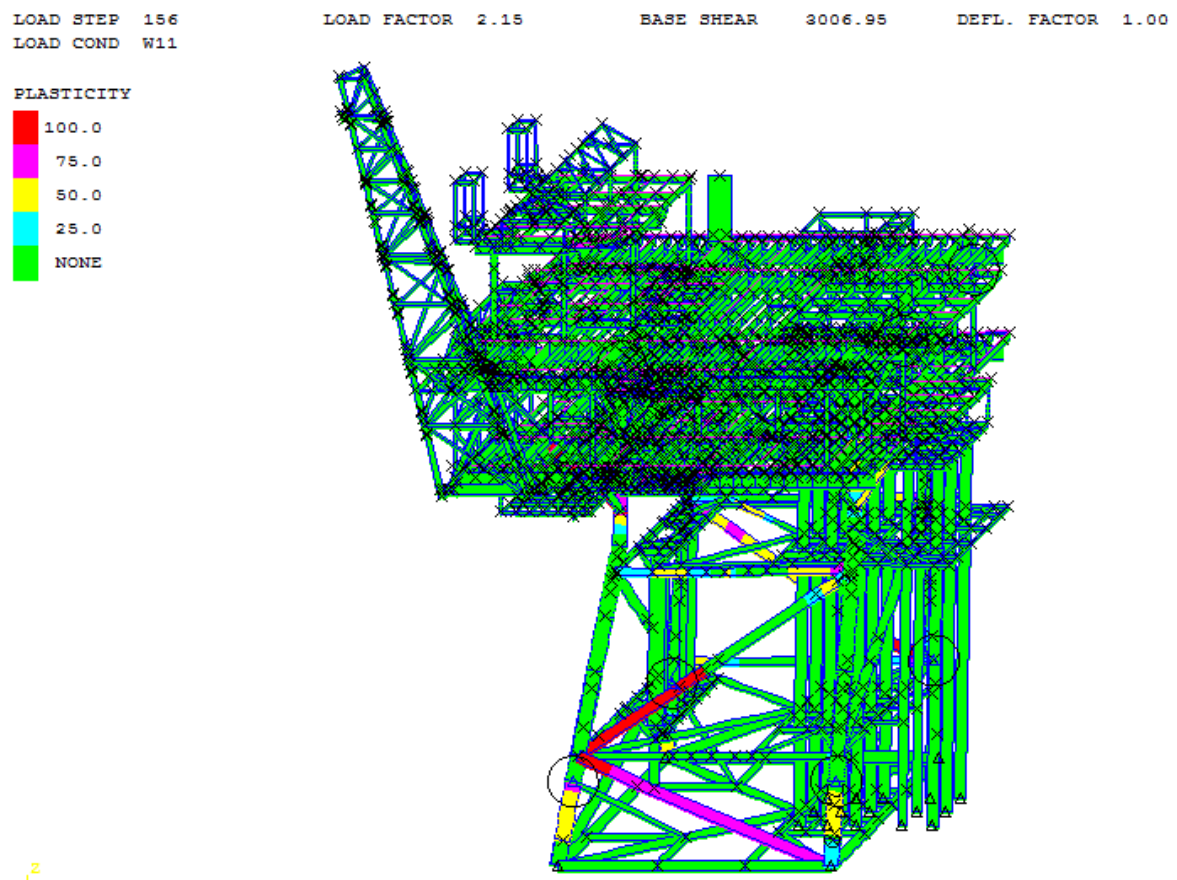 LOAD STEP 156 LOAD FACTOR 2.15 BASE SHEAR 3006.95 DEFL. FACTOR 1.00
LOAD COND W11
PLASTICITY
100.0
75.0
50.0
25.0
NONE
Z